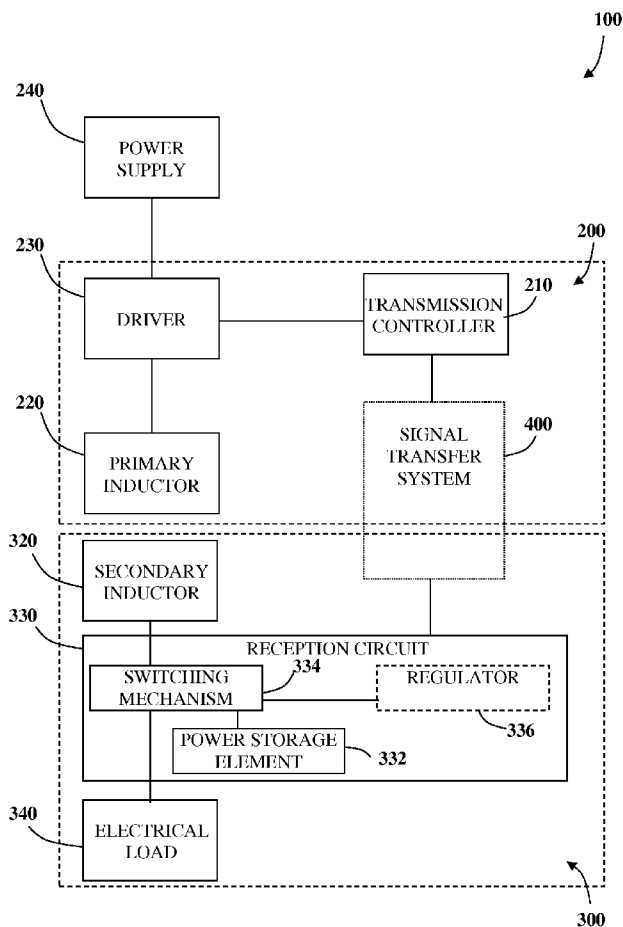 100
240
POWER
SUPPLY
230
200
DRIVER
TRANSMISSION
CONTROLLER
210
220
PRIMARY
INDUCTOR
SIGNAL
TRANSFER
SYSTEM
400
320
SECONDARY
INDUCTOR
330
RECEPTION CIRCUIT
SWITCHING
MECHANISM
334
REGULATOR
336
POWER STORAGE
ELEMENT
332
340
ELECTRICAL
LOAD
300